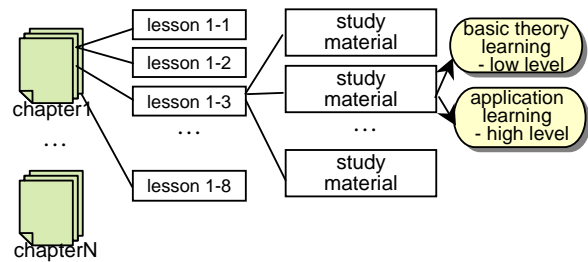 lesson 1-1
lesson 1-2
lesson 1-3
...
lesson 1-8
chapter1
...
chapterN
study
material
study
material
...
study
material
basic theory
learning
- low level
application
learning
- high level